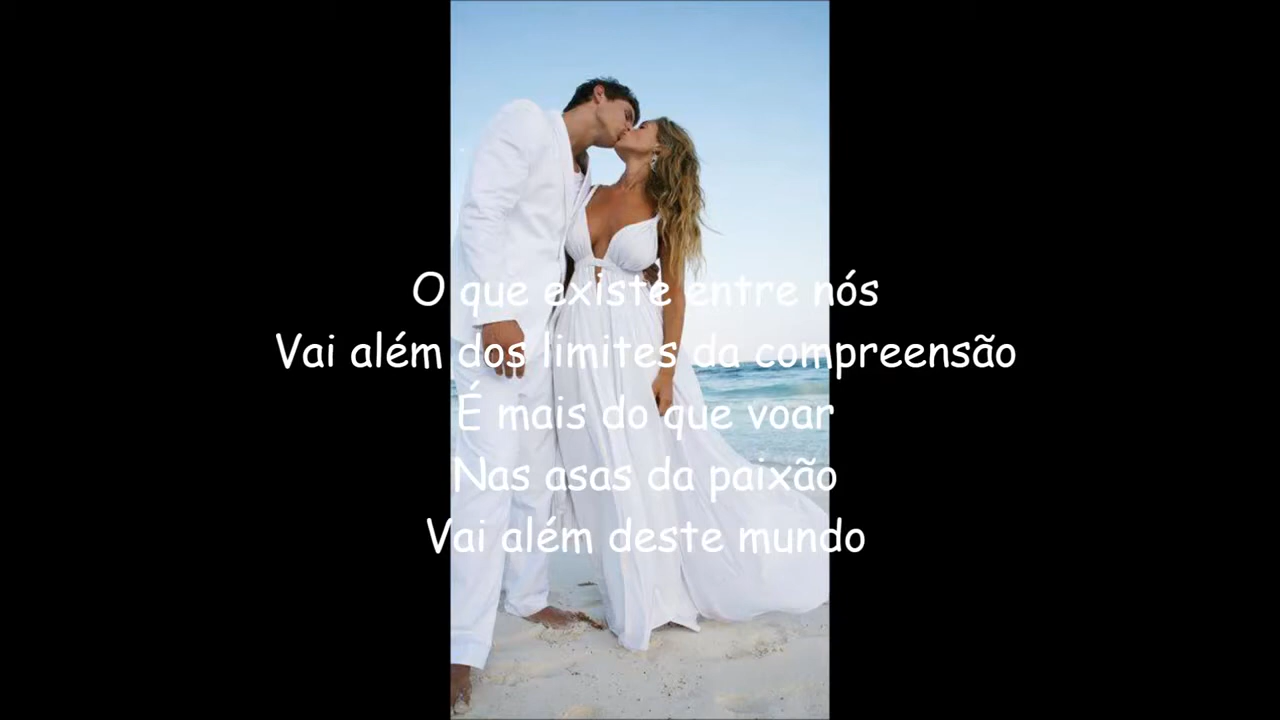 O que existe entre nós
Vai além dos limites da compreensão
É mais do que voar
Nas asas da paixão
Vai além deste mundo